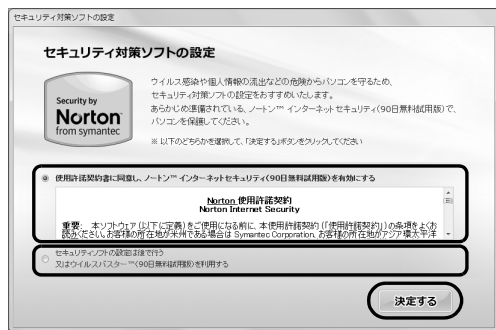 セキュリティ対策ソフトの設定
セキュリティ対策ソフトの設定
Security by
Norton
from symantec
ウイルス感染や個人情報の流出などの危険からパソコンを守るため、
セキュリティ対策ソフトの設定をおすすめいたします。
あらかじめ準備されている、ノートン™ インターネットセキュリティ(90日無料試用版)で、
パソコンを保護してください。
※ 以下のどちらかを選択して、「決定する」ボタンをクリックしてください
使用許諾契約書に同意し、ノートン™ インターネットセキュリティ(90日無料試用版)を有効にする
Norton 使用許諾契約
Norton Internet Security
重要: 本ソフトウェア(以下に定義)をご使用になる前に、本使用許諾契約(「使用許諾契約」)の条項をよくお
読みください。お客様の所在地が米州である場合は Symantec Corporation、お客様の所在地がアジア環太平洋
セキュリティソフトの設定は後で行う
又はウイルスバスター™(90日無料試用版)を利用する
決定する